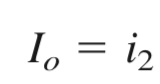 I_o = i_2